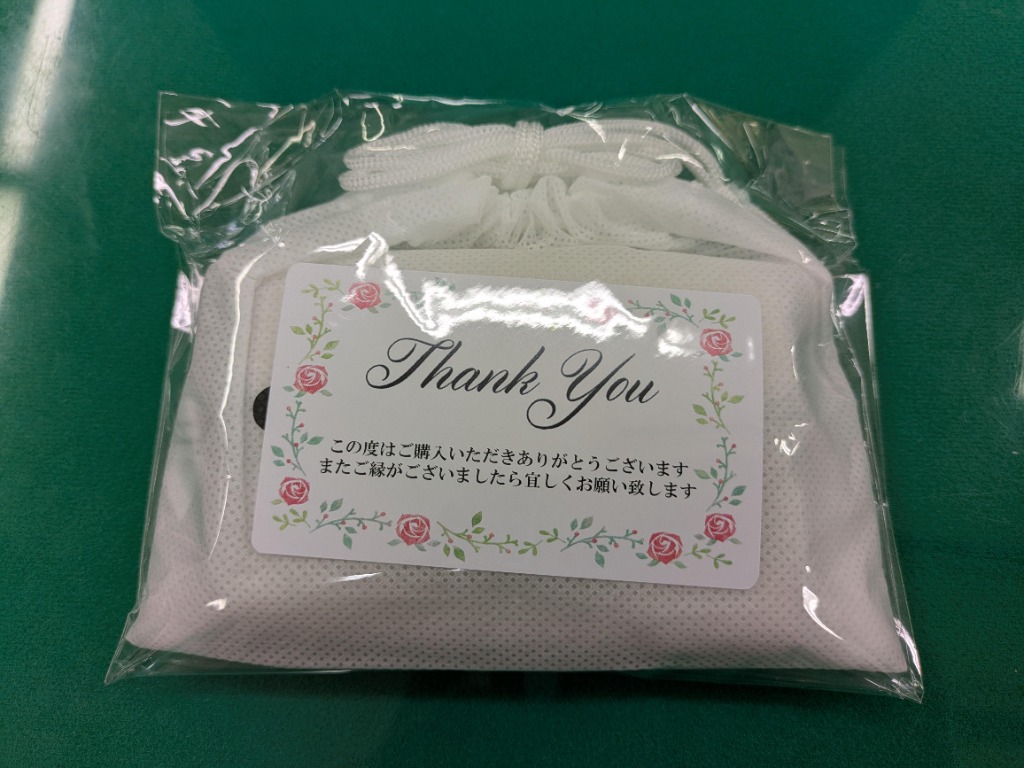 Thank You
この度はご購入いただきありがとうございます
またご縁がございましたら宜しくお願い致します